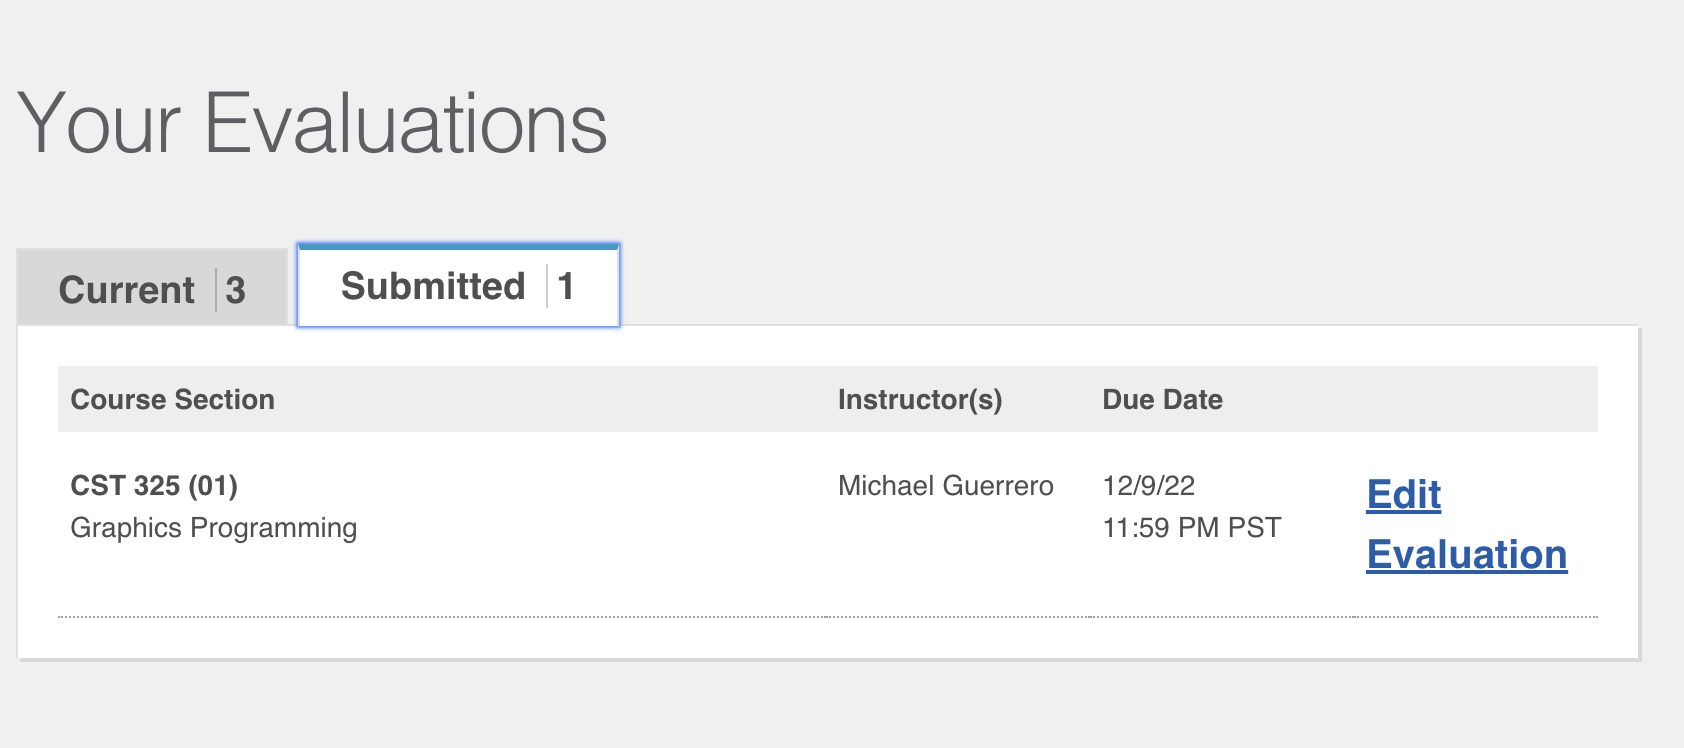 Your Evaluations
Current 3
Submitted 1
Course Section Instructor(s) Due Date
CST 325 (01) Michael Guerrero 12/9/22 Edit
Graphics Programming 11:59 PM PST Evaluation